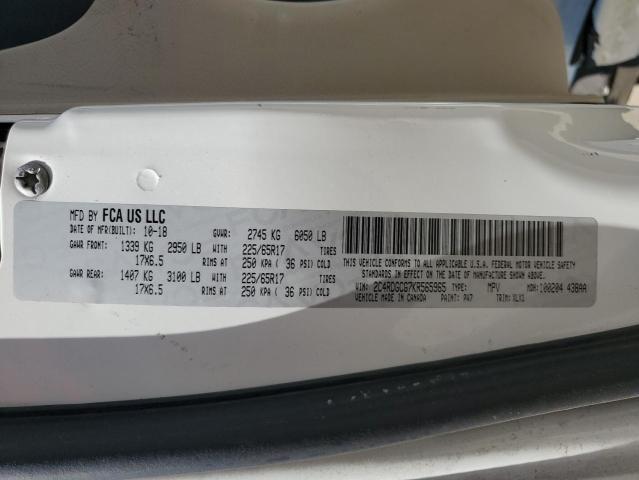 MFD BY FCA US LLC
DATE OF MFR(BUILT): 10-18 GVWR: 2745 KG 6050 LB
GAWR FRONT: 1339 KG 2950 LB WITH 225/65R17 TIRES
17X6.5 RIMS AT 250 KPA ( 36 PSI) COLD
GAWR REAR: 1407 KG 3100 LB WITH 225/65R17 TIRES
17X6.5 RIMS AT 250 KPA ( 36 PSI) COLD
THIS VEHICLE CONFORMS TO ALL APPLICABLE U.S.A. FEDERAL MOTOR VEHICLE SAFETY
STANDARDS IN EFFECT ON THE DATE OF MANUFACTURE SHOWN ABOVE.
VIN: 2C4RDGCG7KR565965 TYPE: MPV MDH: 100204 438AA
VEHICLE MADE IN CANADA PAINT: PW7 TRIM: XLX1